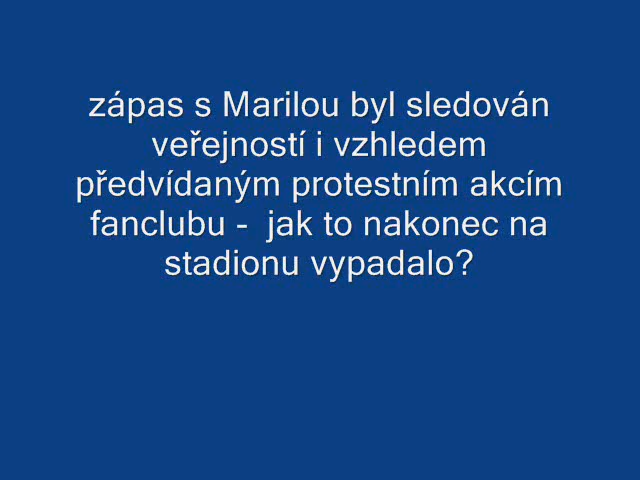 zápas s Marilou byl sledován
veřejností i vzhledem
předvídaným protestním akcím
fanclubu -  jak to nakonec na
stadionu vypadalo?